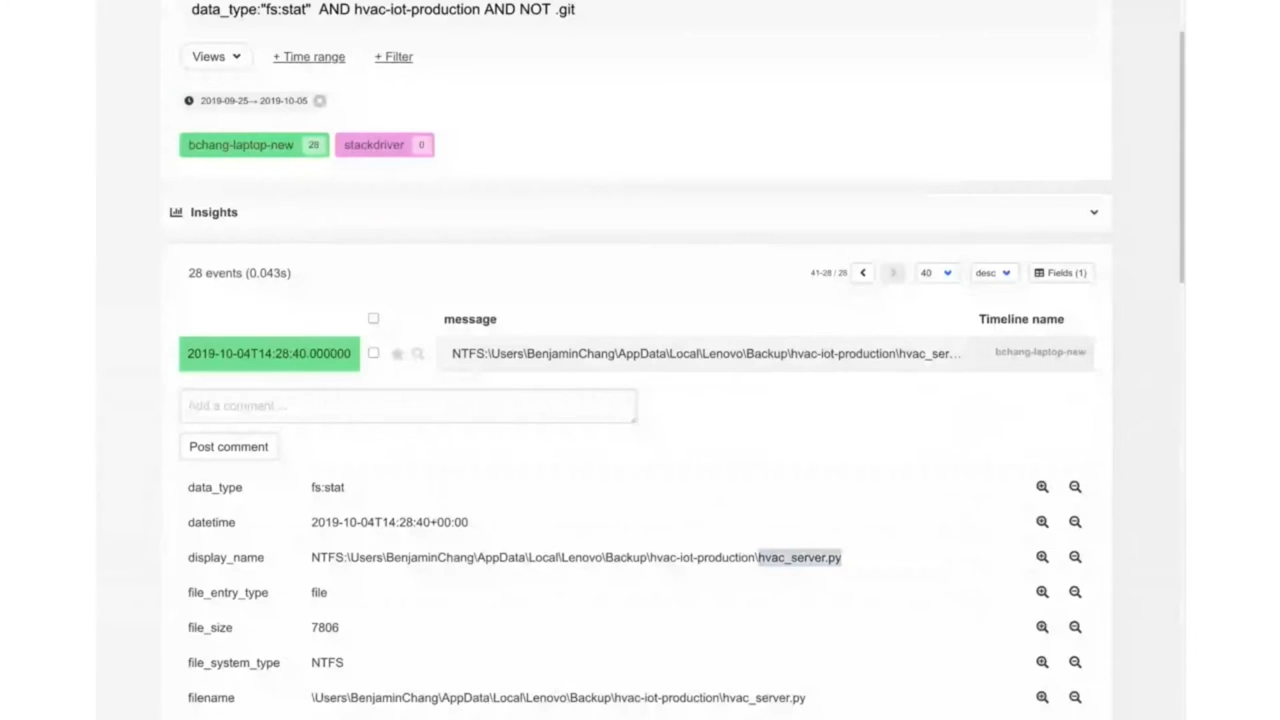 data_type:"fs:stat" AND hvac-iot-production AND NOT .git
Views + Time range + Filter
2019-09-25→ 2019-10-05
bchang-laptop-new 28 stackdriver 0
Insights
28 events (0.043s) 41-28 / 28 40 desc Fields (1)
message Timeline name
2019-10-04T14:28:40.000000 NTFS:\Users\BenjaminChang\AppData\Local\Lenovo\Backup\hvac-iot-production\hvac_ser... bchang-laptop-new
Add a comment ...
Post comment
data_type fs:stat
datetime 2019-10-04T14:28:40+00:00
display_name NTFS:\Users\BenjaminChang\AppData\Local\Lenovo\Backup\hvac-iot-production\hvac_server.py
file_entry_type file
file_size 7806
file_system_type NTFS
filename \Users\BenjaminChang\AppData\Local\Lenovo\Backup\hvac-iot-production\hvac_server.py